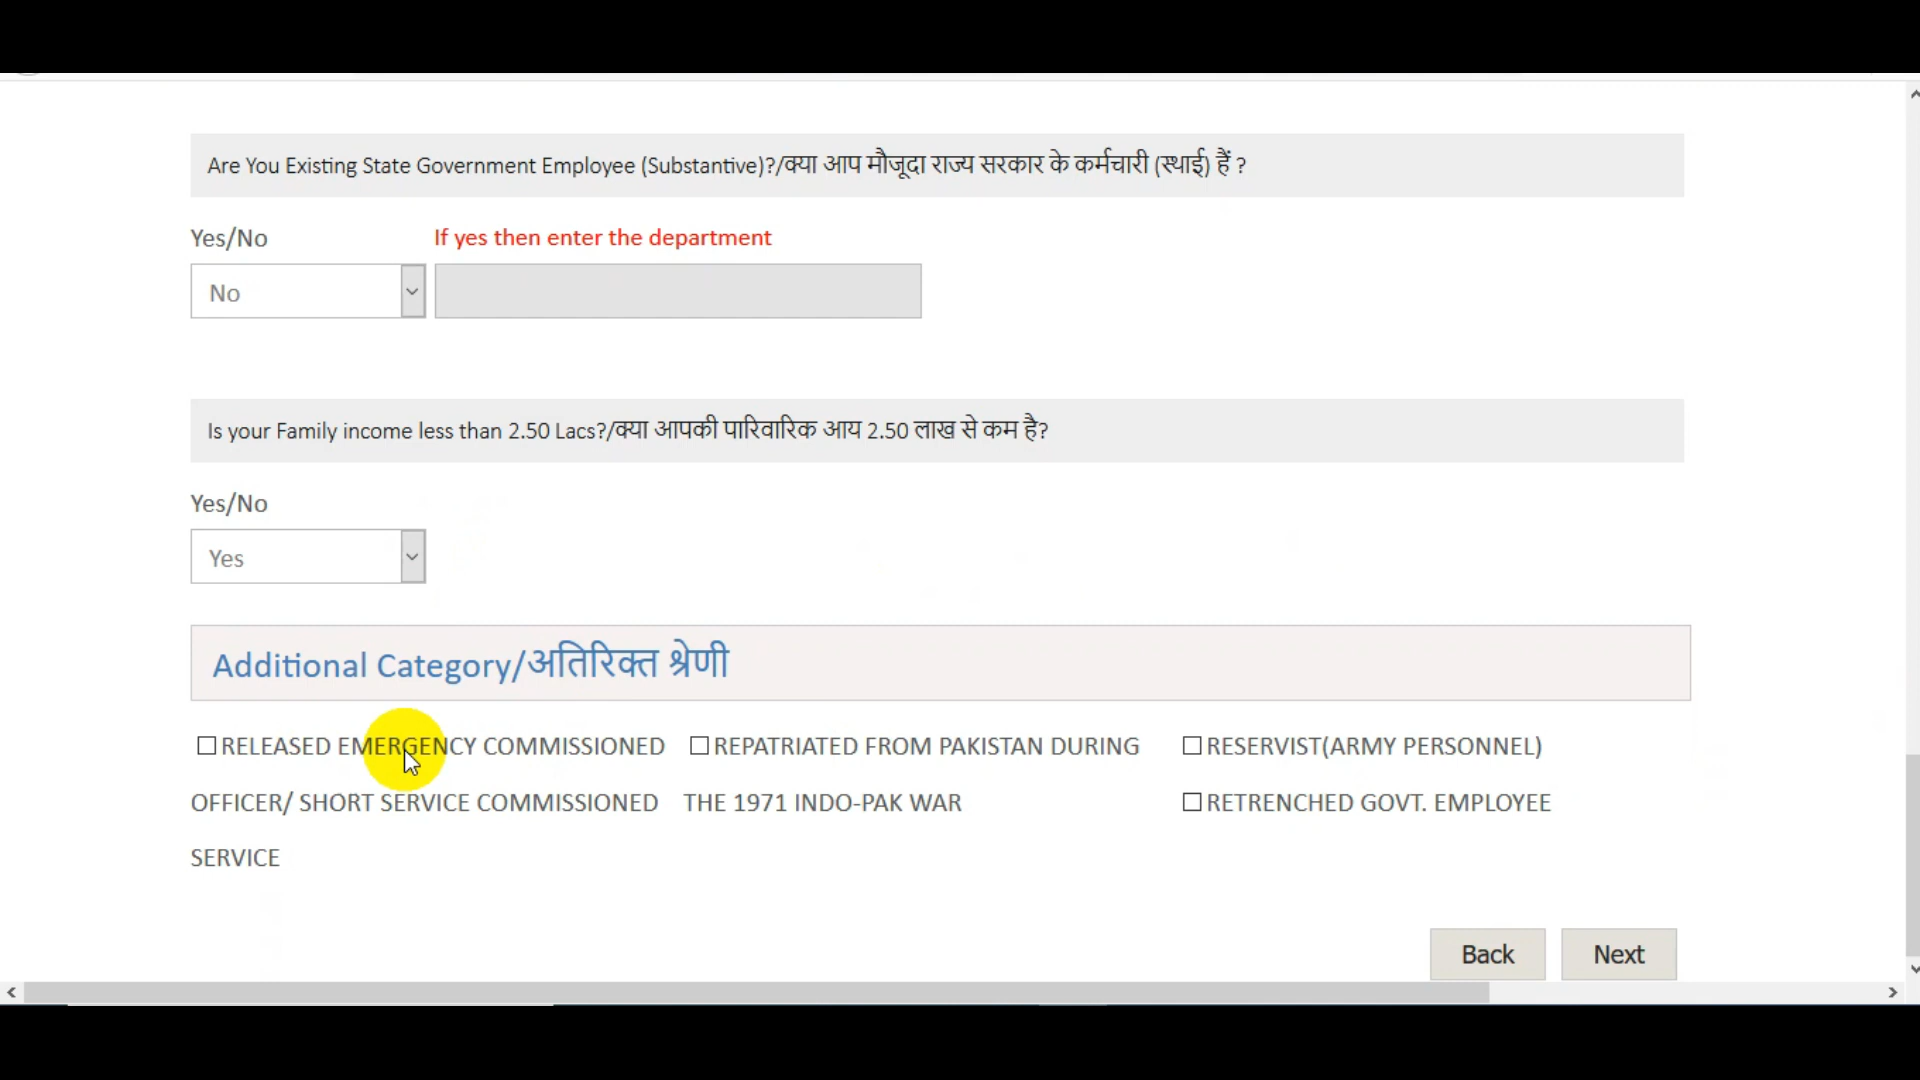 Are You Existing State Government Employee (Substantive)?/क्या आप मौजूदा राज्य सरकार के कर्मचारी (स्थाई) हैं ?
Yes/No If yes then enter the department
No
Is your Family income less than 2.50 Lacs?/क्या आपकी पारिवारिक आय 2.50 लाख से कम है?
Yes/No
Yes
Additional Category/अतिरिक्त श्रेणी
RELEASED EMERGENCY COMMISSIONED REPATRIATED FROM PAKISTAN DURING RESERVIST(ARMY PERSONNEL)
OFFICER/ SHORT SERVICE COMMISSIONED THE 1971 INDO-PAK WAR RETRENCHED GOVT. EMPLOYEE
SERVICE
Back Next